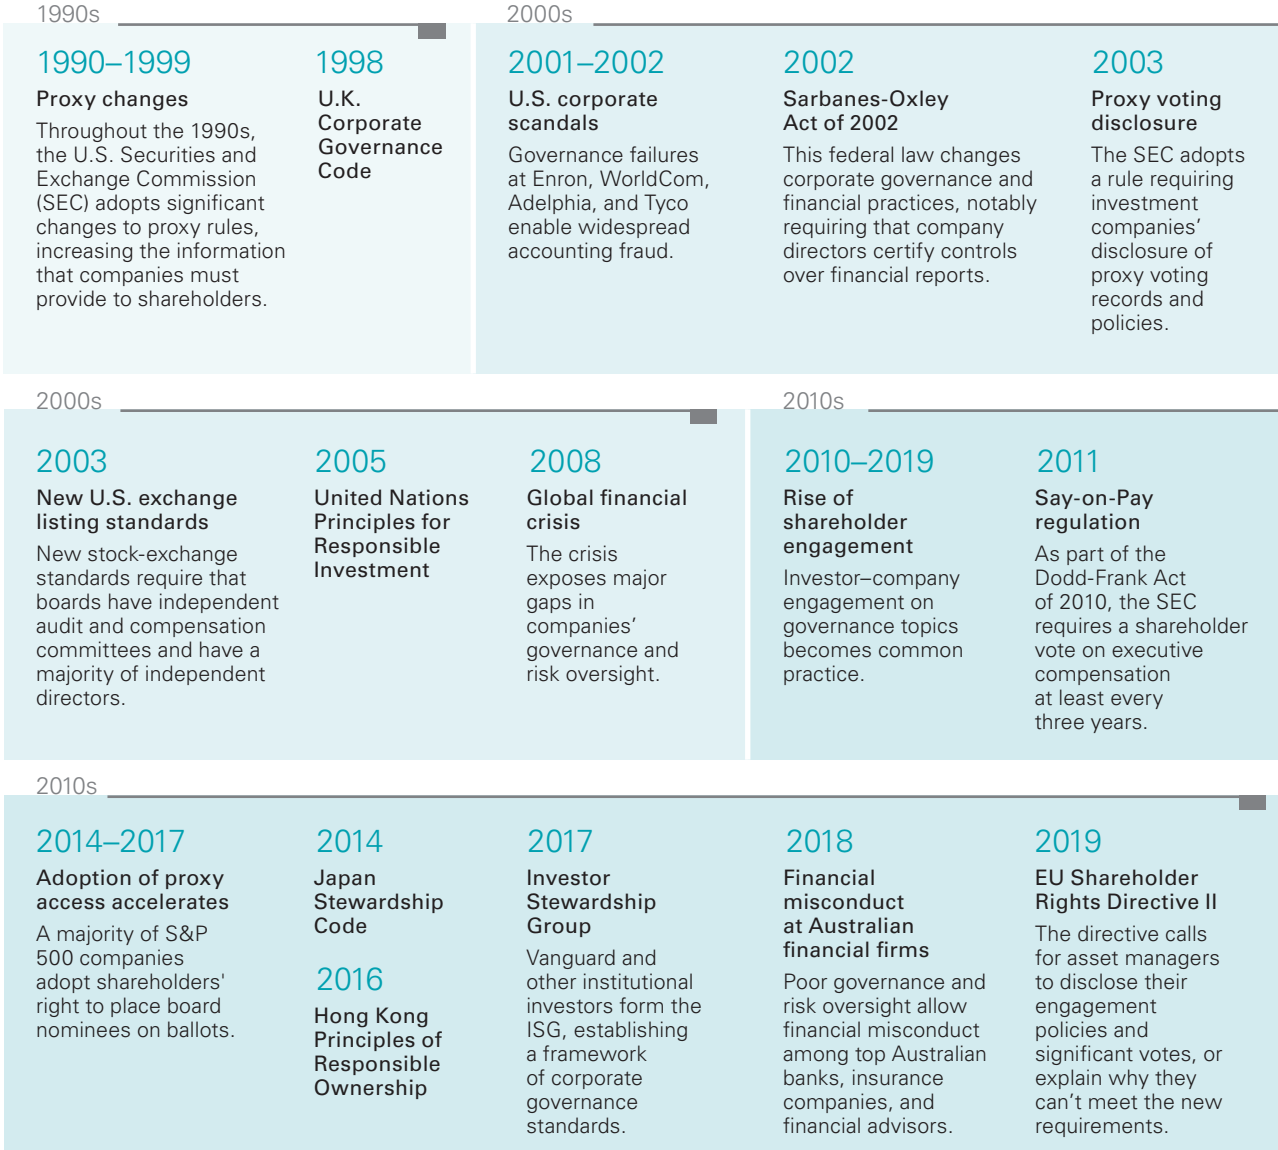 1990s
1990–1999
Proxy changes
Throughout the 1990s,
the U.S. Securities and
Exchange Commission
(SEC) adopts significant
changes to proxy rules,
increasing the information
that companies must
provide to shareholders.
1998
U.K.
Corporate
Governance
Code
2000s
2001–2002
U.S. corporate
scandals
Governance failures
at Enron, WorldCom,
Adelphia, and Tyco
enable widespread
accounting fraud.
2002
Sarbanes-Oxley
Act of 2002
This federal law changes
corporate governance and
financial practices, notably
requiring that company
directors certify controls
over financial reports.
2003
Proxy voting
disclosure
The SEC adopts
a rule requiring
investment
companies’
disclosure of
proxy voting
records and
policies.
2000s
2003
New U.S. exchange
listing standards
New stock-exchange
standards require that
boards have independent
audit and compensation
committees and have a
majority of independent
directors.
2005
United Nations
Principles for
Responsible
Investment
2008
Global financial
crisis
The crisis
exposes major
gaps in
companies’
governance and
risk oversight.
2010s
2010–2019
Rise of
shareholder
engagement
Investor–company
engagement on
governance topics
becomes common
practice.
2011
Say-on-Pay
regulation
As part of the
Dodd-Frank Act
of 2010, the SEC
requires a shareholder
vote on executive
compensation
at least every
three years.
2010s
2014–2017
Adoption of proxy
access accelerates
A majority of S&P
500 companies
adopt shareholders'
right to place board
nominees on ballots.
2014
Japan
Stewardship
Code
2016
Hong Kong
Principles of
Responsible
Ownership
2017
Investor
Stewardship
Group
Vanguard and
other institutional
investors form the
ISG, establishing
a framework
of corporate
governance
standards.
2018
Financial
misconduct
at Australian
financial firms
Poor governance and
risk oversight allow
financial misconduct
among top Australian
banks, insurance
companies, and
financial advisors.
2019
EU Shareholder
Rights Directive II
The directive calls
for asset managers
to disclose their
engagement
policies and
significant votes, or
explain why they
can’t meet the new
requirements.